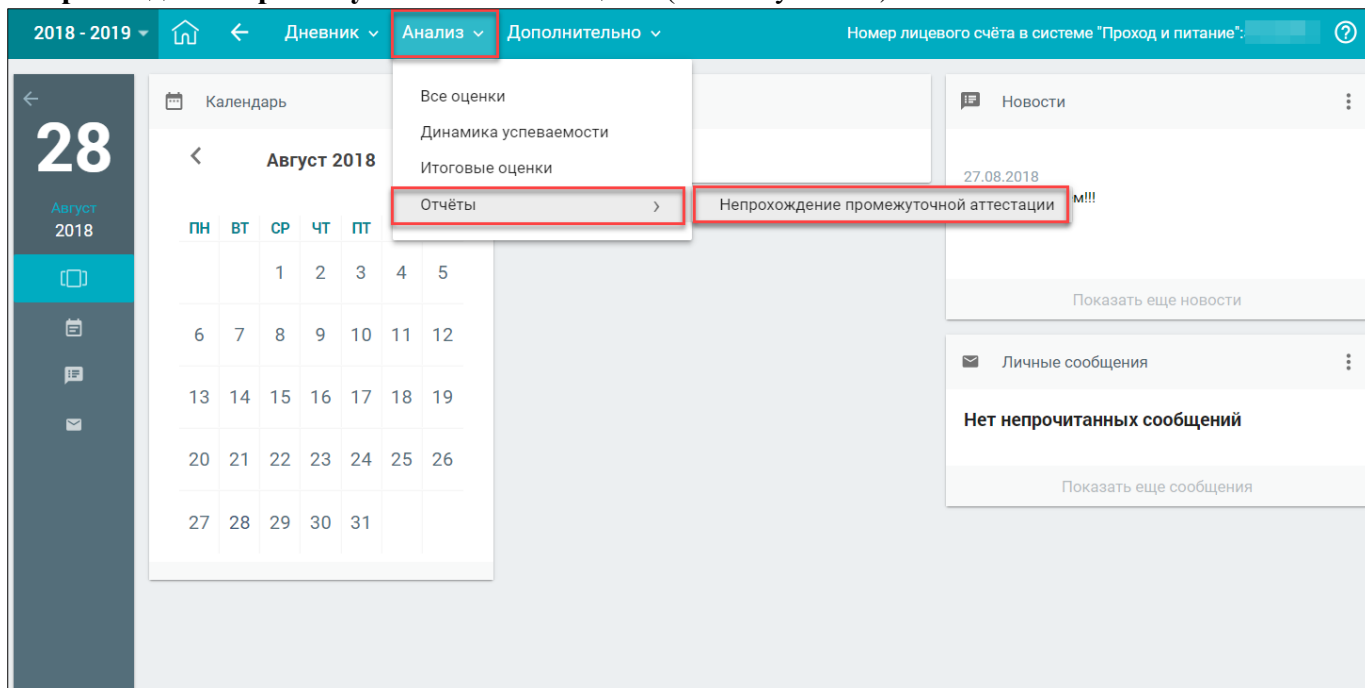 2018 - 2019 Дневник Анализ Дополнительно Номер лицевого счёта в системе "Проход и питание":
28
Август
2018
Календарь
Август 2018
ПН ВТ СР ЧТ ПТ
1 2 3 4 5
6 7 8 9 10 11 12
13 14 15 16 17 18 19
20 21 22 23 24 25 26
27 28 29 30 31
Все оценки
Динамика успеваемости
Итоговые оценки
Отчёты
Непрохождение промежуточной аттестации
Новости
27.08.2018
м!!!
Показать еще новости
Личные сообщения
Нет непрочитанных сообщений
Показать еще сообщения